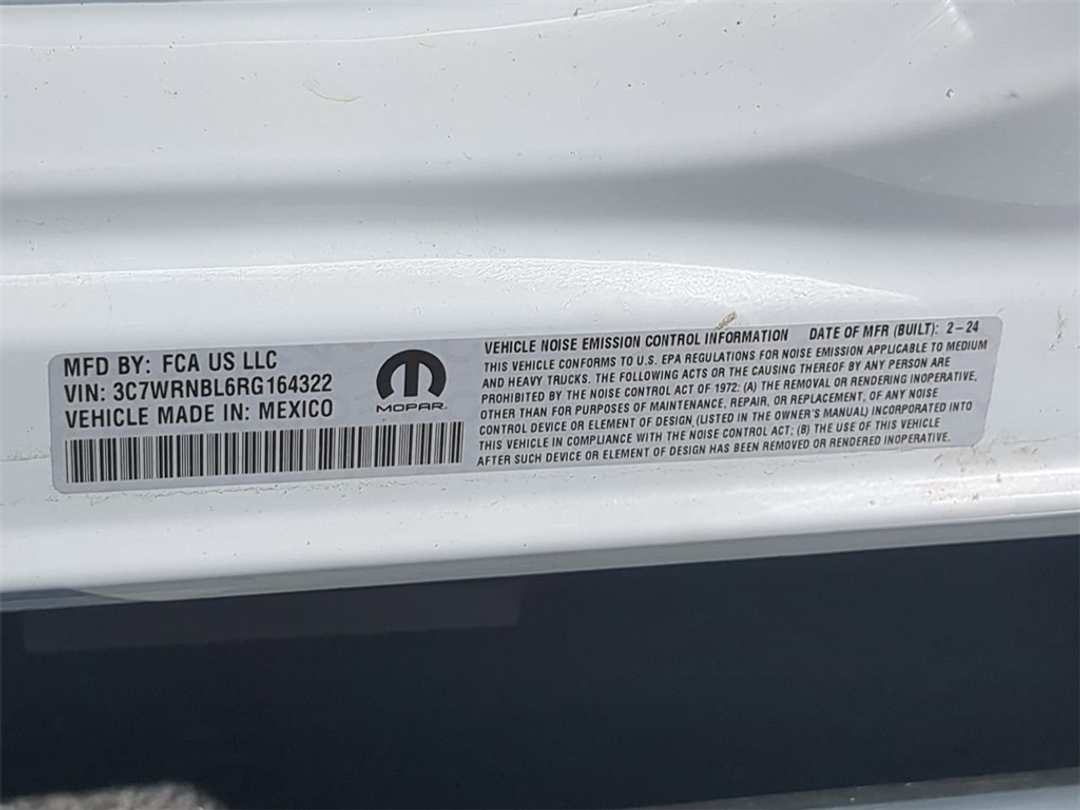 MFD BY: FCA US LLC
VIN: 3C7WRNBL6RG164322
VEHICLE MADE IN: MEXICO
MOPAR
VEHICLE NOISE EMISSION CONTROL INFORMATION DATE OF MFR (BUILT): 2-24
THIS VEHICLE CONFORMS TO U.S. EPA REGULATIONS FOR NOISE EMISSION APPLICABLE TO MEDIUM
AND HEAVY TRUCKS. THE FOLLOWING ACTS OR THE CAUSING THEREOF BY ANY PERSON ARE
PROHIBITED BY THE NOISE CONTROL ACT OF 1972: (A) THE REMOVAL OR RENDERING INOPERATIVE,
OTHER THAN FOR PURPOSES OF MAINTENANCE, REPAIR, OR REPLACEMENT, OF ANY NOISE
CONTROL DEVICE OR ELEMENT OF DESIGN (LISTED IN THE OWNER'S MANUAL) INCORPORATED INTO
THIS VEHICLE IN COMPLIANCE WITH THE NOISE CONTROL ACT; (B) THE USE OF THIS VEHICLE
AFTER SUCH DEVICE OR ELEMENT OF DESIGN HAS BEEN REMOVED OR RENDERED INOPERATIVE.